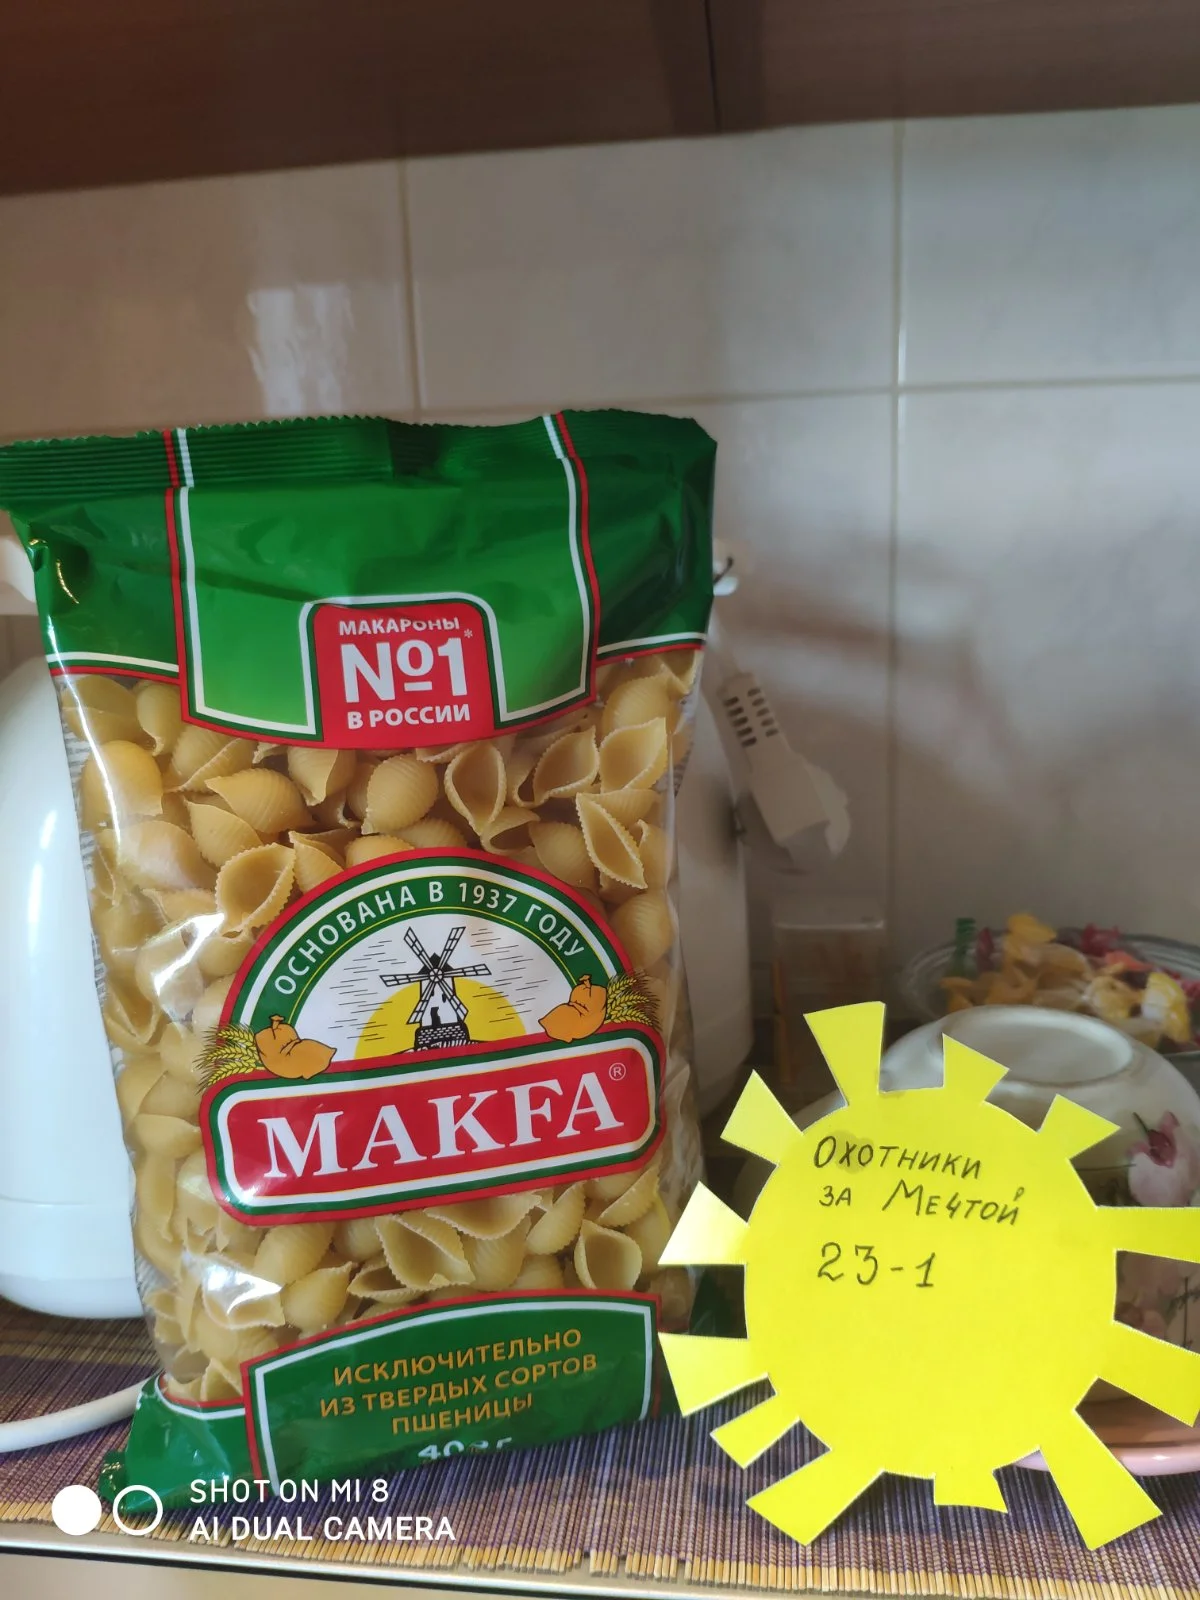 МАКАРОНЫ
№1*
В РОССИИ
ОСНОВАНА В 1937 ГОДУ
MAKFA®
ИСКЛЮЧИТЕЛЬНО
ИЗ ТВЕРДЫХ СОРТОВ
ПШЕНИЦЫ
ОХОТНИКИ
ЗА МЕЧТОЙ
23-1
SHOT ON MI 8
AI DUAL CAMERA